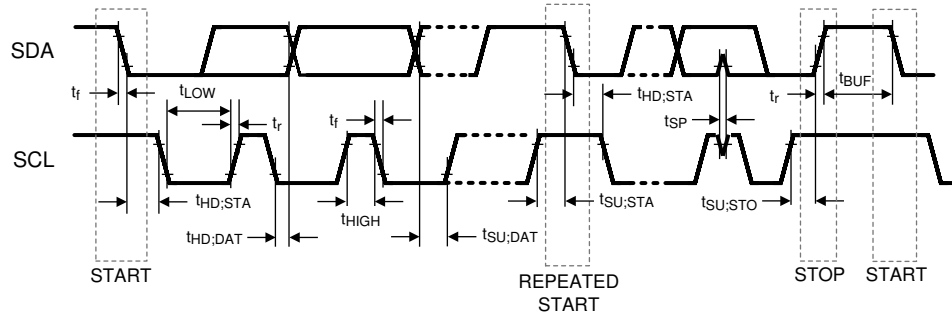 SDA
tf
tLOW
tr
tf
tHD;STA
tSP
tr
tBUF
SCL
tHD;STA
tHD;DAT
tHIGH
tSU;DAT
tSU;STA
tSU;STO
START
REPEATED
START
STOP
START